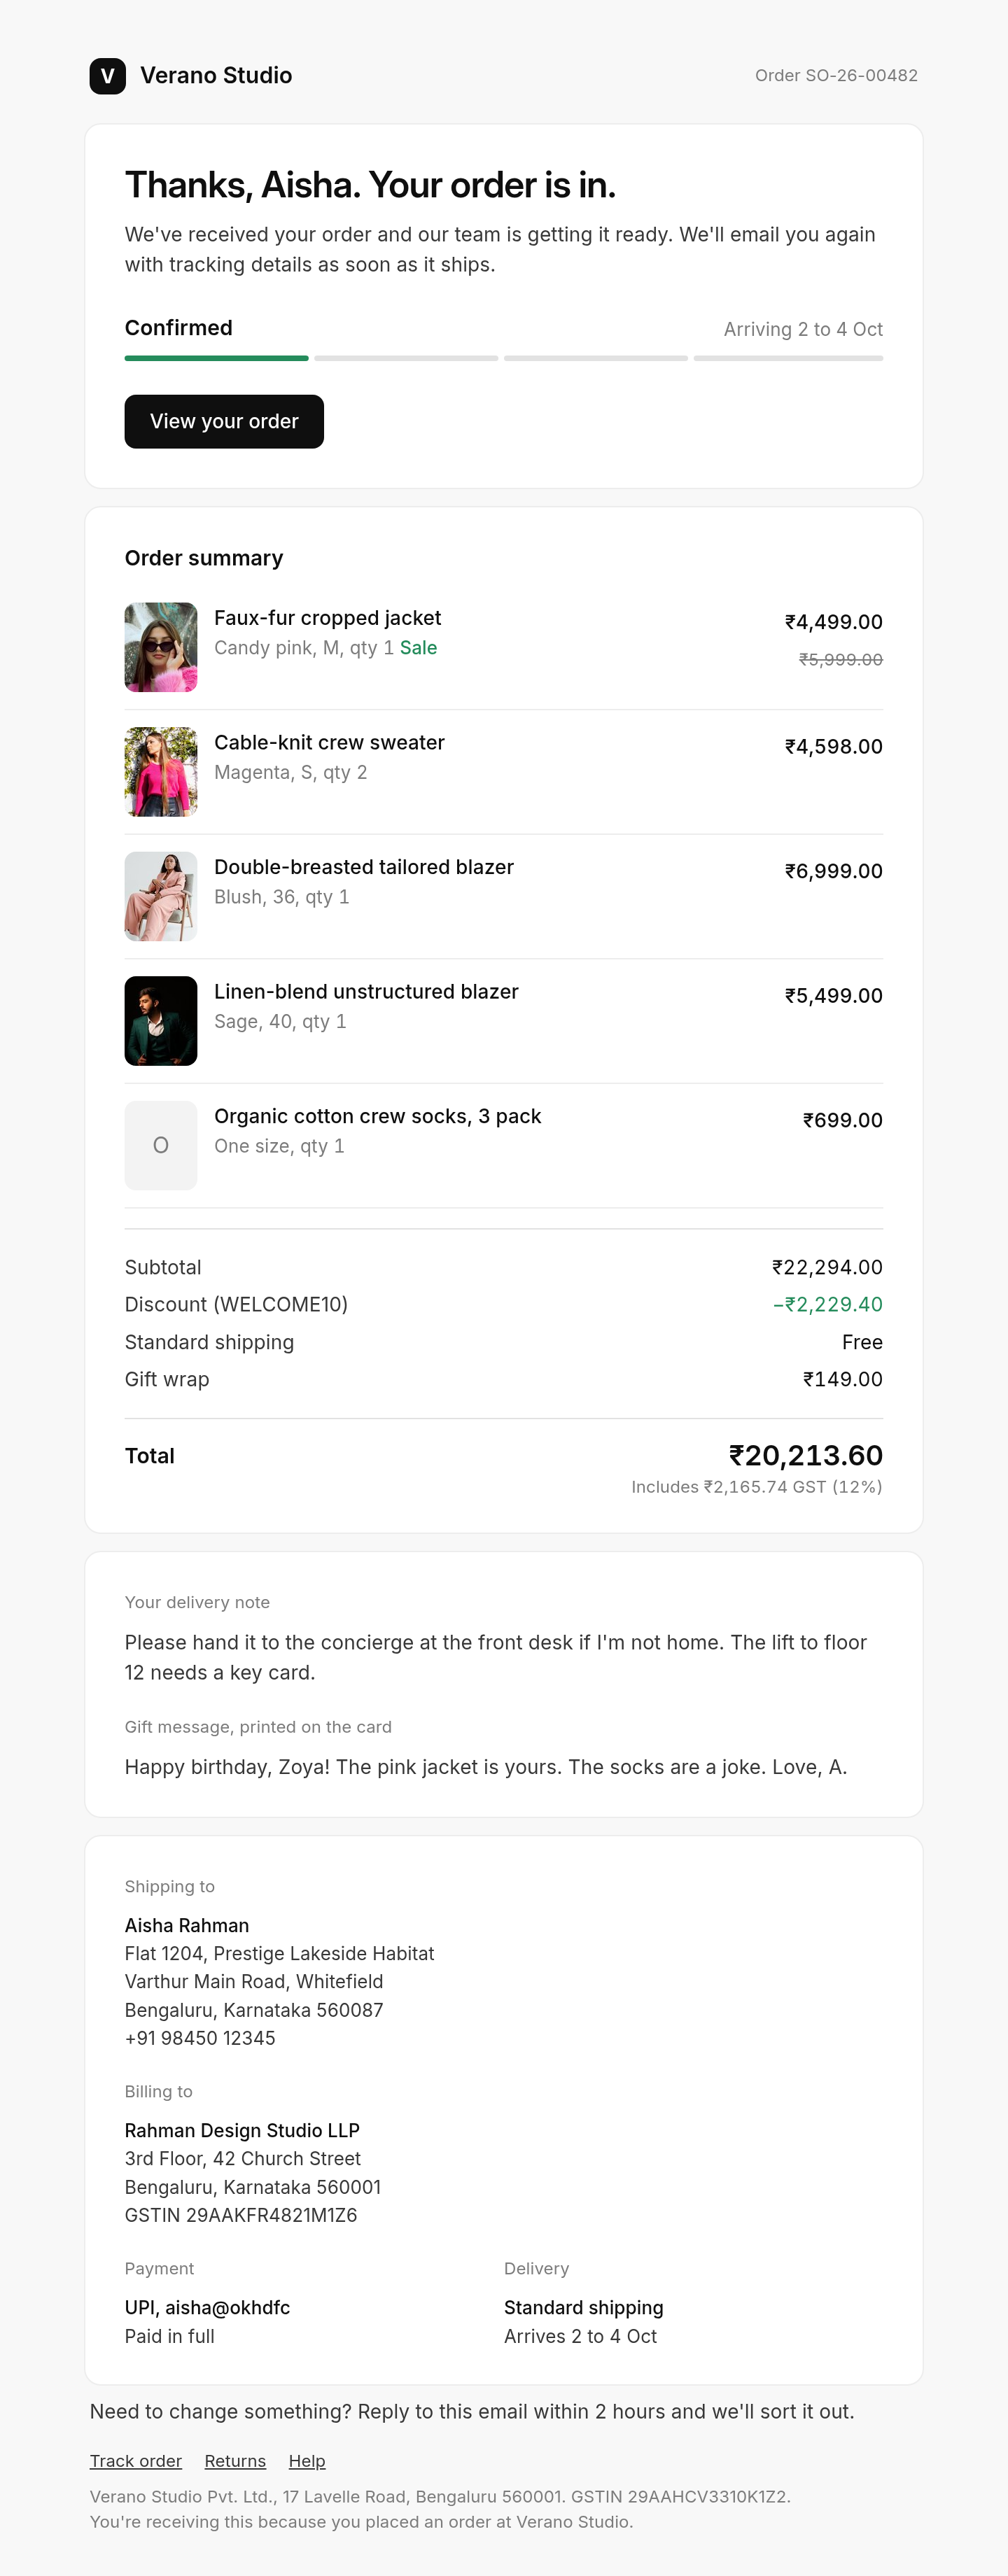 V Verano Studio
Order SO-26-00482
Thanks, Aisha. Your order is in.
We've received your order and our team is getting it ready. We'll email you again
with tracking details as soon as it ships.
Confirmed
Arriving 2 to 4 Oct
View your order
Order summary
Faux-fur cropped jacket
₹4,499.00
Candy pink, M, qty 1 Sale
₹5,999.00
Cable-knit crew sweater
₹4,598.00
Magenta, S, qty 2
Double-breasted tailored blazer
₹6,999.00
Blush, 36, qty 1
Linen-blend unstructured blazer
₹5,499.00
Sage, 40, qty 1
O
Organic cotton crew socks, 3 pack
₹699.00
One size, qty 1
Subtotal
₹22,294.00
Discount (WELCOME10)
−₹2,229.40
Standard shipping
Free
Gift wrap
₹149.00
Total
₹20,213.60
Includes ₹2,165.74 GST (12%)
Your delivery note
Please hand it to the concierge at the front desk if I'm not home. The lift to floor
12 needs a key card.
Gift message, printed on the card
Happy birthday, Zoya! The pink jacket is yours. The socks are a joke. Love, A.
Shipping to
Aisha Rahman
Flat 1204, Prestige Lakeside Habitat
Varthur Main Road, Whitefield
Bengaluru, Karnataka 560087
+91 98450 12345
Billing to
Rahman Design Studio LLP
3rd Floor, 42 Church Street
Bengaluru, Karnataka 560001
GSTIN 29AAKFR4821M1Z6
Payment
UPI, aisha@okhdfc
Paid in full
Delivery
Standard shipping
Arrives 2 to 4 Oct
Need to change something? Reply to this email within 2 hours and we'll sort it out.
Track order Returns Help
Verano Studio Pvt. Ltd., 17 Lavelle Road, Bengaluru 560001. GSTIN 29AAHCV3310K1Z2.
You're receiving this because you placed an order at Verano Studio.